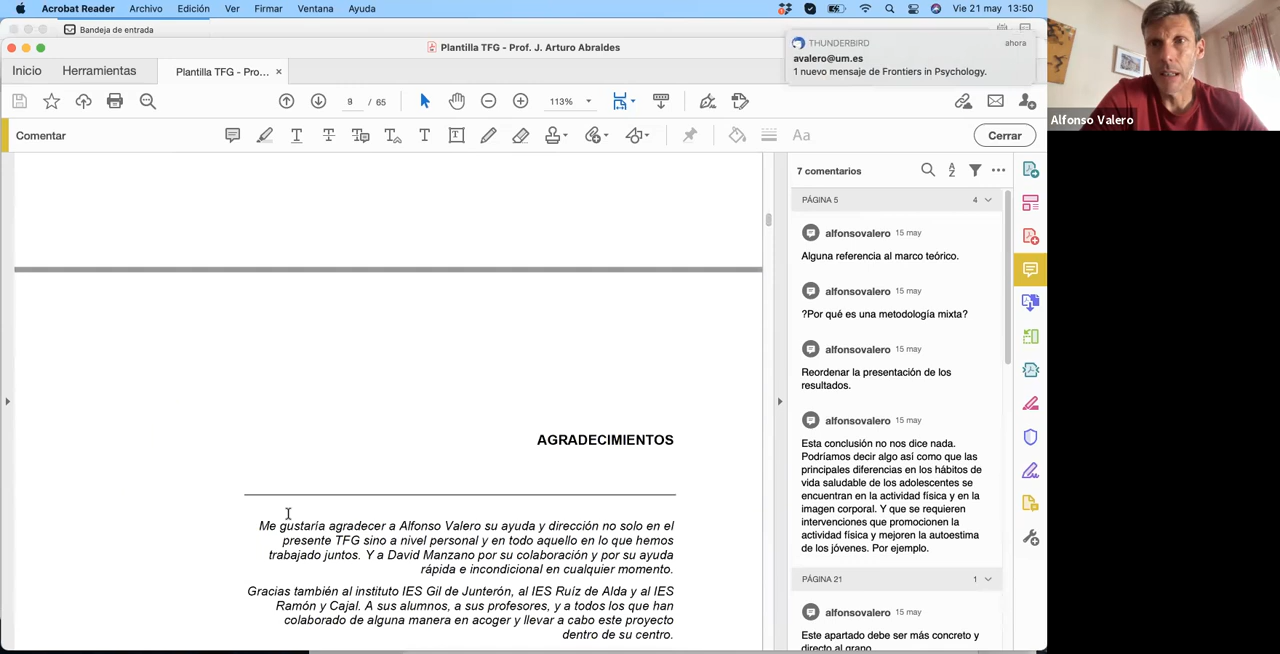 Acrobat Reader Archivo Edición Ver Firmar Ventana Ayuda Vie 21 may 13:50
Bandeja de entrada
Plantilla TFG - Prof. J. Arturo Abraldes
THUNDERBIRD ahora
avalero@um.es
1 nuevo mensaje de Frontiers in Psychology.
Inicio Herramientas Plantilla TFG - Pro... ×
9 / 65 113%
Comentar Aa Cerrar
7 comentarios
PÁGINA 5 4
alfonsovalero 15 may
Alguna referencia al marco teórico.
alfonsovalero 15 may
?Por qué es una metodología mixta?
alfonsovalero 15 may
Reordenar la presentación de los
resultados.
alfonsovalero 15 may
Esta conclusión no nos dice nada.
Podríamos decir algo así como que las
principales diferencias en los hábitos de
vida saludable de los adolescentes se
encuentran en la actividad física y en la
imagen corporal. Y que se requieren
intervenciones que promocionen la
actividad física y mejoren la autoestima
de los jóvenes. Por ejemplo.
PÁGINA 21 1
alfonsovalero 15 may
Este apartado debe ser más concreto y
directo al grano.
AGRADECIMIENTOS
Me gustaría agradecer a Alfonso Valero su ayuda y dirección no solo en el
presente TFG sino a nivel personal y en todo aquello en lo que hemos
trabajado juntos. Y a David Manzano por su colaboración y por su ayuda
rápida e incondicional en cualquier momento.
Gracias también al instituto IES Gil de Junterón, al IES Ruíz de Alda y al IES
Ramón y Cajal. A sus alumnos, a sus profesores, y a todos los que han
colaborado de alguna manera en acoger y llevar a cabo este proyecto
dentro de su centro.
Alfonso Valero